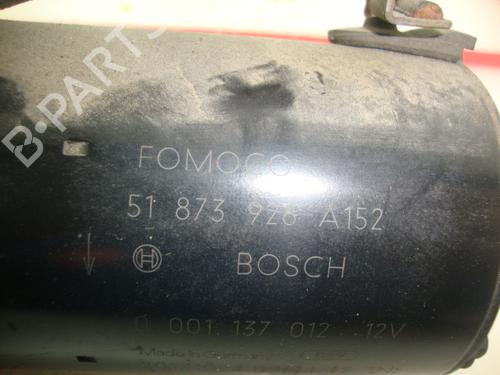 B·PARTS
FOMOCO
51 873 928 A152
BOSCH
0 001 137 012 12V
Made in Germany